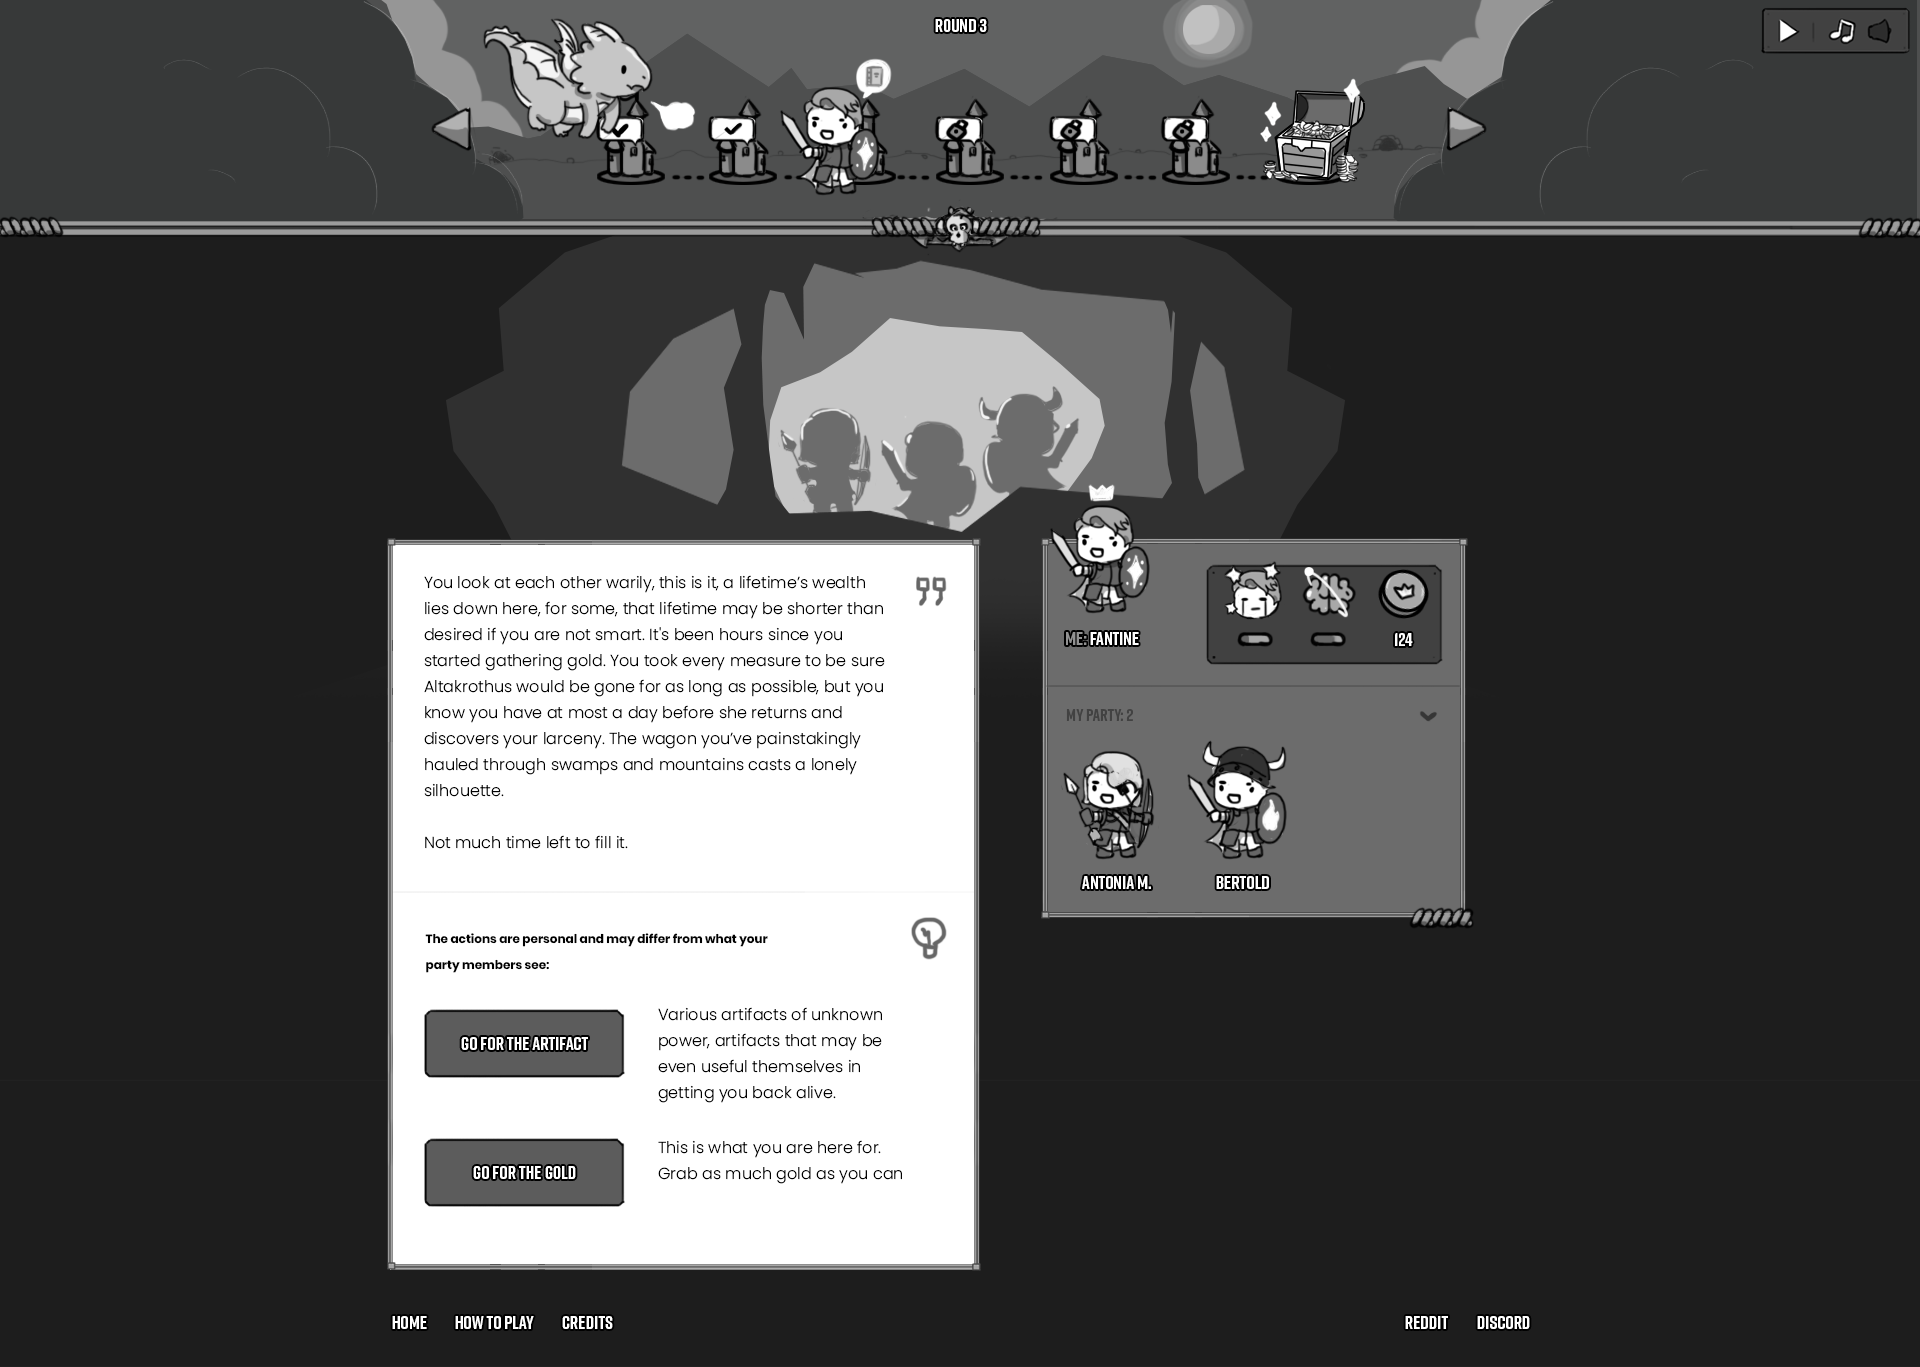 ROUND 3
You look at each other warily, this is it, a lifetime’s wealth
lies down here, for some, that lifetime may be shorter than
desired if you are not smart. It's been hours since you
started gathering gold. You took every measure to be sure
Altakrothus would be gone for as long as possible, but you
know you have at most a day before she returns and
discovers your larceny. The wagon you’ve painstakingly
hauled through swamps and mountains casts a lonely
silhouette.
Not much time left to fill it.
The actions are personal and may differ from what your
party members see:
GO FOR THE ARTIFACT
Various artifacts of unknown
power, artifacts that may be
even useful themselves in
getting you back alive.
GO FOR THE GOLD
This is what you are here for.
Grab as much gold as you can
ME: FANTINE
124
MY PARTY: 2
ANTONIA M.
BERTOLD
HOME
HOW TO PLAY
CREDITS
REDDIT
DISCORD